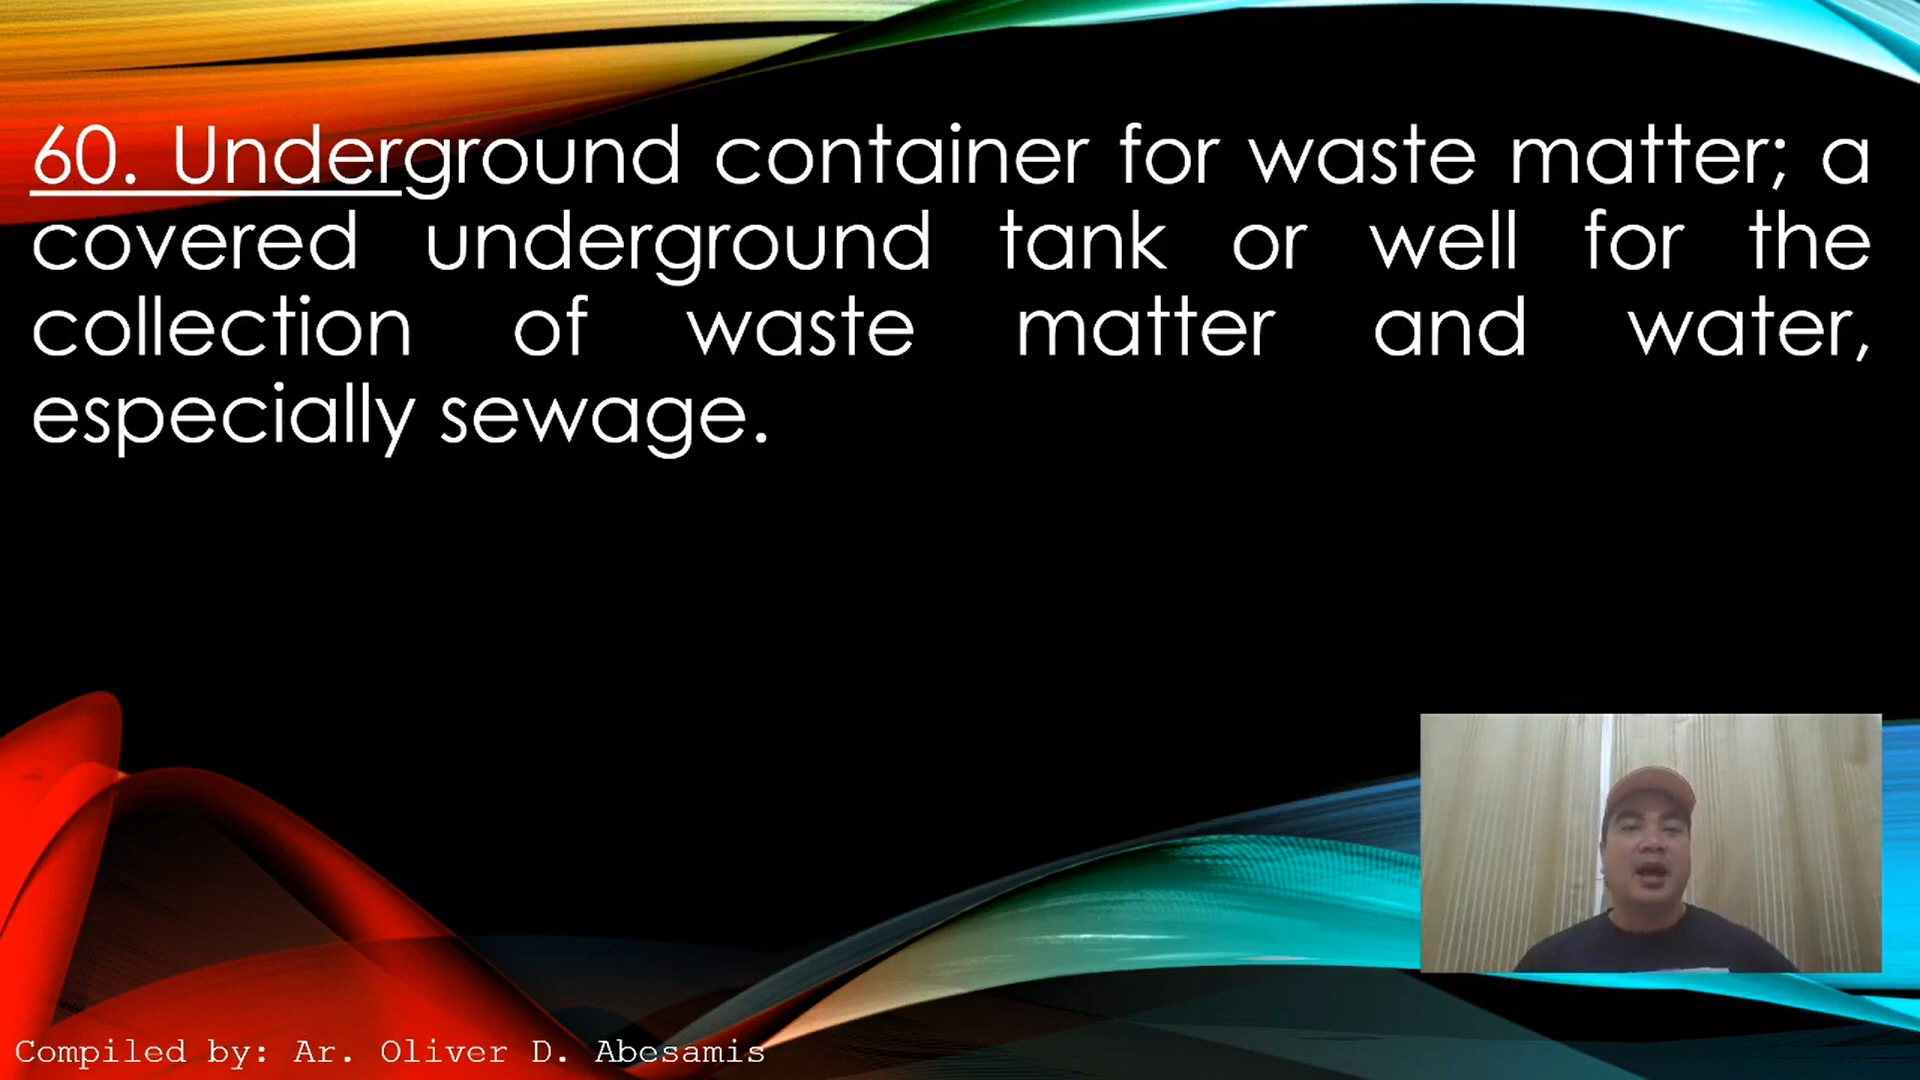 60. Underground container for waste matter; a
covered underground tank or well for the
collection of waste matter and water,
especially sewage.
Compiled by: Ar. Oliver D. Abesamis